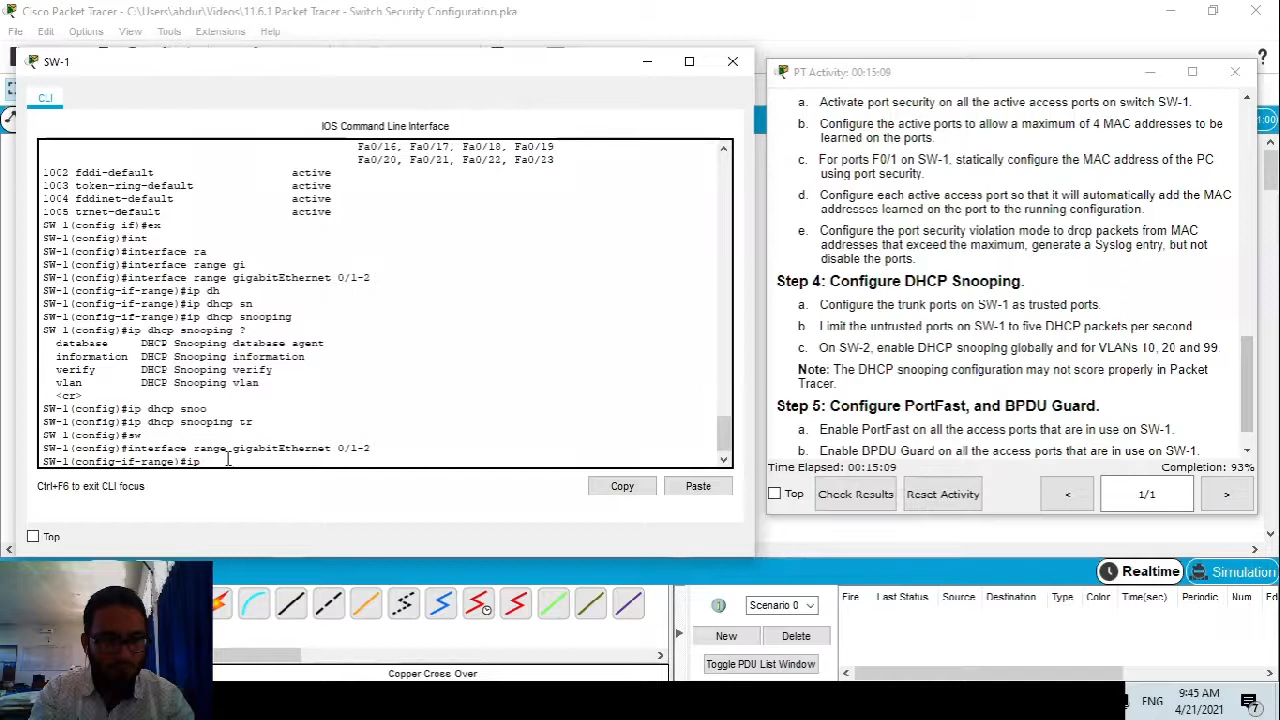 Cisco Packet Tracer - C:\Users\abdur\Videos\11.6.1 Packet Tracer - Switch Security Configuration.pka
File Edit Options View Tools Extensions Help
SW-1
CLI
IOS Command Line Interface
Fa0/16, Fa0/17, Fa0/18, Fa0/19
Fa0/20, Fa0/21, Fa0/22, Fa0/23
1002 fddi-default active
1003 token-ring-default active
1004 fddinet-default active
1005 trnet-default active
SW-1(config-if)#ex
SW-1(config)#int
SW-1(config)#interface ra
SW-1(config)#interface range gi
SW-1(config)#interface range gigabitEthernet 0/1-2
SW-1(config-if-range)#ip dh
SW-1(config-if-range)#ip dhcp sn
SW-1(config-if-range)#ip dhcp snooping
SW-1(config)#ip dhcp snooping ?
database DHCP Snooping database agent
information DHCP Snooping information
verify DHCP Snooping verify
vlan DHCP Snooping vlan
<cr>
SW-1(config)#ip dhcp snoo
SW-1(config)#ip dhcp snooping tr
SW-1(config)#sw
SW-1(config)#interface range gigabitEthernet 0/1-2
SW-1(config-if-range)#ip
Ctrl+F6 to exit CLI focus
Copy
Paste
Top
PT Activity: 00:15:09
a. Activate port security on all the active access ports on switch SW-1.
b. Configure the active ports to allow a maximum of 4 MAC addresses to be
learned on the ports.
c. For ports F0/1 on SW-1, statically configure the MAC address of the PC
using port security.
d. Configure each active access port so that it will automatically add the MAC
addresses learned on the port to the running configuration.
e. Configure the port security violation mode to drop packets from MAC
addresses that exceed the maximum, generate a Syslog entry, but not
disable the ports.
Step 4: Configure DHCP Snooping.
a. Configure the trunk ports on SW-1 as trusted ports.
b. Limit the untrusted ports on SW-1 to five DHCP packets per second
c. On SW-2, enable DHCP snooping globally and for VLANs 10, 20 and 99.
Note: The DHCP snooping configuration may not score properly in Packet
Tracer.
Step 5: Configure PortFast, and BPDU Guard.
a. Enable PortFast on all the access ports that are in use on SW-1.
b. Enable BPDU Guard on all the access ports that are in use on SW-1.
Time Elapsed: 00:15:09 Completion: 93%
Top
Check Results
Reset Activity
<
1/1
>
?
1:00
Realtime
Simulation
Scenario 0
New
Delete
Toggle PDU List Window
Fire Last Status Source Destination Type Color Time(sec) Periodic Num Ed
Copper Cross Over
ENG
9:45 AM
4/21/2021
7